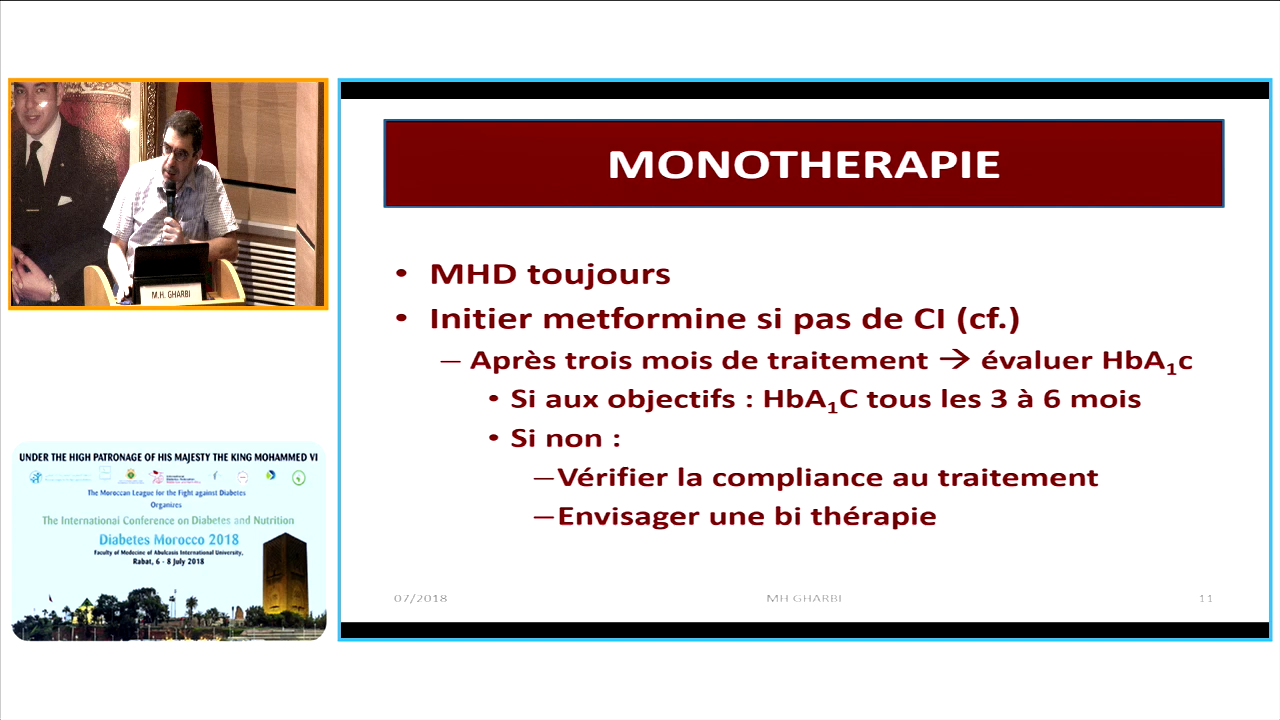 M.H. GHARBI
UNDER THE HIGH PATRONAGE OF HIS MAJESTY THE KING MOHAMMED VI
The Moroccan League for the Fight against Diabetes
Organizes
The International Conference on Diabetes and Nutrition
Diabetes Morocco 2018
Faculty of Medecine of Abulcasis International University,
Rabat, 6 - 8 July 2018
MONOTHERAPIE
• MHD toujours
• Initier metformine si pas de CI (cf.)
– Après trois mois de traitement → évaluer HbA₁c
• Si aux objectifs : HbA₁C tous les 3 à 6 mois
• Si non :
–Vérifier la compliance au traitement
–Envisager une bi thérapie
07/2018
MH GHARBI
11